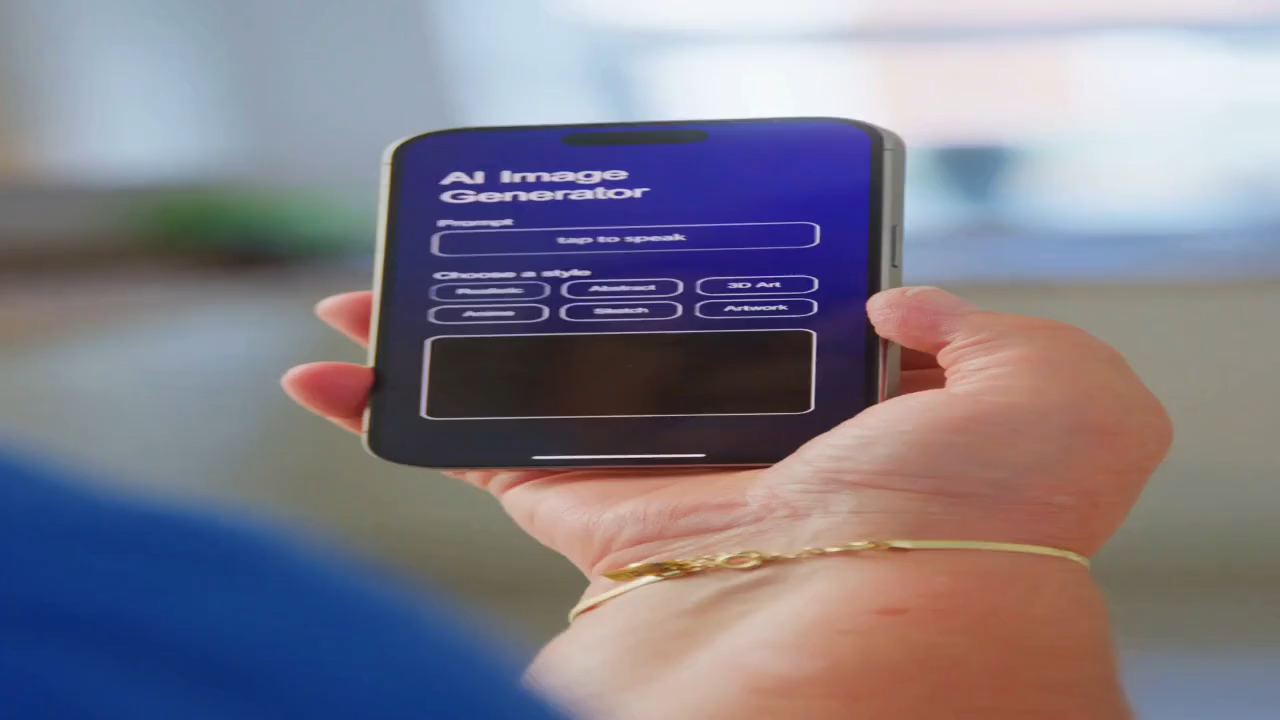 AI Image
Generator
Prompt
tap to speak
Choose a style
Realistic Abstract 3D Art
Anime Sketch Artwork